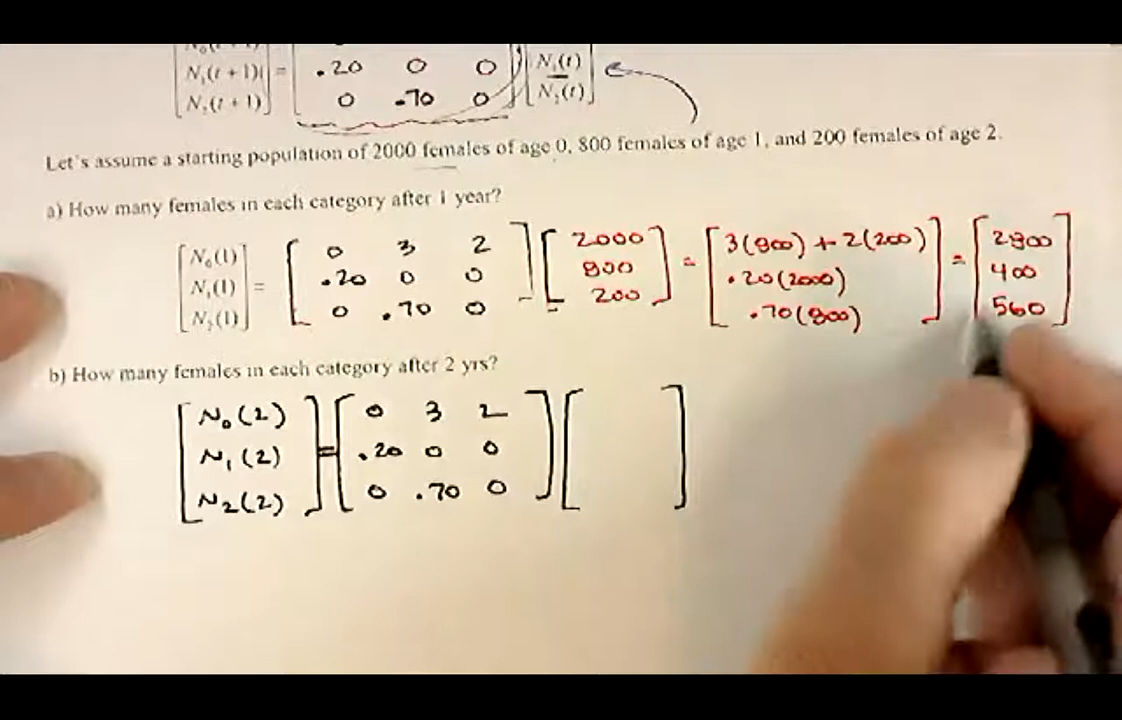 N₁(t + 1) = .20 0 0 N₁(t)
N₂(t + 1) 0 .70 0 N₂(t)
Let's assume a starting population of 2000 females of age 0, 800 females of age 1, and 200 females of age 2.
a) How many females in each category after 1 year?
N₀(1) 0 3 2 2000 3(800) + 2(200) 2800
N₁(1) = .20 0 0 800 = .20(2000) = 400
N₂(1) 0 .70 0 200 .70(800) 560
b) How many females in each category after 2 yrs?
N₀(2) 0 3 2
N₁(2) = .20 0 0
N₂(2) 0 .70 0